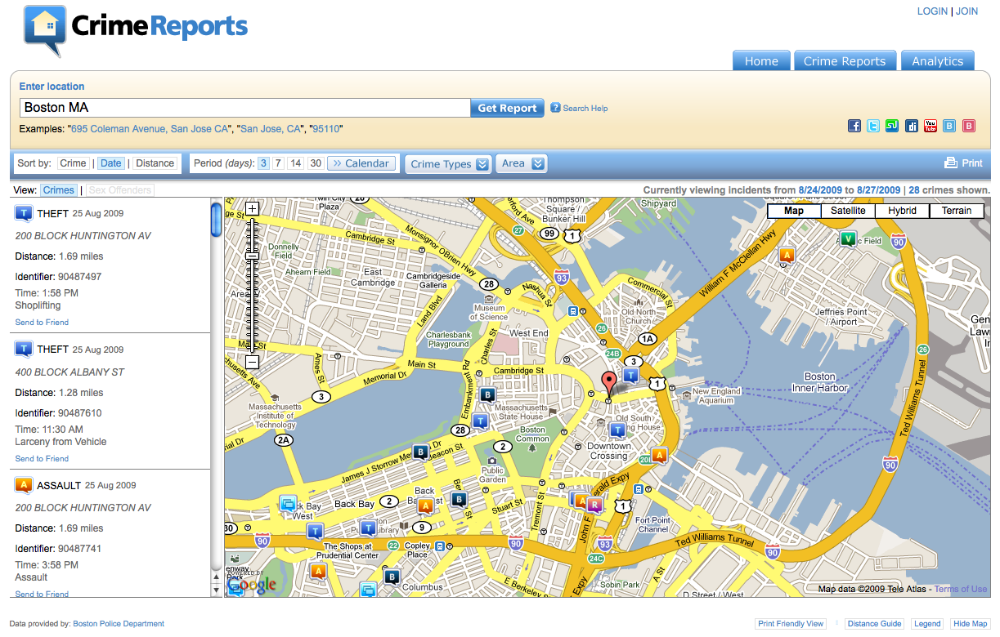 CrimeReports
LOGIN | JOIN
Home
Crime Reports
Analytics
Enter location
Boston MA
Get Report
? Search Help
Examples: "695 Coleman Avenue, San Jose CA", "San Jose, CA", "95110"
Sort by: Crime | Date | Distance
Period (days): 3 7 14 30 >> Calendar
Crime Types
Area
Print
View: Crimes | Sex Offenders
Currently viewing incidents from 8/24/2009 to 8/27/2009 | 28 crimes shown.
T THEFT 25 Aug 2009
200 BLOCK HUNTINGTON AV
Distance: 1.69 miles
Identifier: 90487497
Time: 1:58 PM
Shoplifting
Send to Friend
T THEFT 25 Aug 2009
400 BLOCK ALBANY ST
Distance: 1.28 miles
Identifier: 90487610
Time: 11:30 AM
Larceny from Vehicle
Send to Friend
A ASSAULT 25 Aug 2009
200 BLOCK HUNTINGTON AV
Distance: 1.69 miles
Identifier: 90487741
Time: 3:58 PM
Assault
Send to Friend
Map
Satellite
Hybrid
Terrain
Plaza
Thompson
Square /
Bunker Hill
Shipyard
Cambridge St
Monsignor O'Brien Hwy
Donnelly
Field
Ahearn Field
East
Cambridge
Cambridgeside
Galleria
Land Blvd
Nashua St
Commercial St
William F McClellan Hwy
Museum
of Science
Old North
Church
Jeffries Point
/ Airport
West End
Charlesbank
Playground
Charles St
Main St
Cambridge St
Memorial Dr
Ames St
Embankment Rd
Massachusetts
Institute of
Technology
Massachusetts
State House
New England
Aquarium
Boston
Inner Harbor
Ted Williams Tunnel
Boston
Common
Old South
Downtown
Crossing
James J Storrow Memorial Dr
Beacon St
Public
Garden
Back Bay
West
Stuart St
Tremont St
Fort Point
Channel
The Shops at
Prudential Center
Copley
Place
Ted Williams Tunnel
Columbus
E Berkeley St
Sobin Park
A St
D Street / West
POWERED BY
Google
Map data ©2009 Tele Atlas - Terms of Use
Data provided by: Boston Police Department
Print Friendly View
Distance Guide
Legend
Hide Map